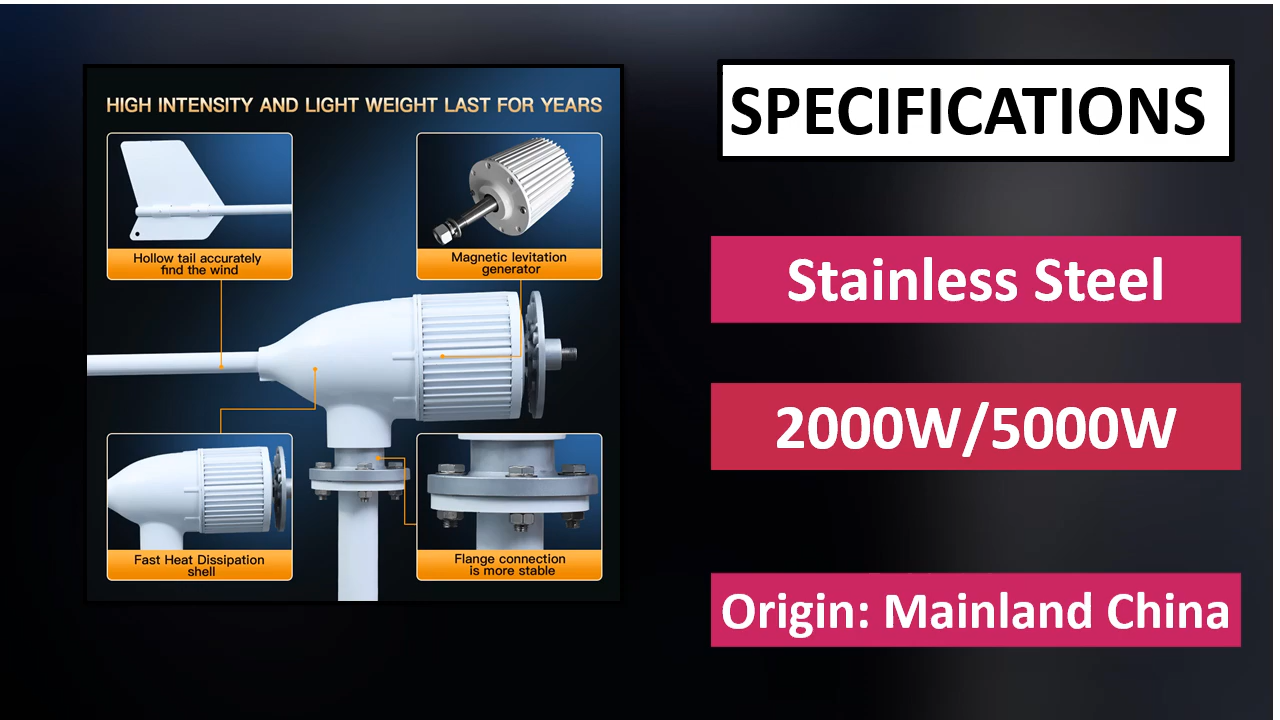 HIGH INTENSITY AND LIGHT WEIGHT LAST FOR YEARS
Hollow tail accurately
find the wind
Magnetic levitation
generator
Fast Heat Dissipation
shell
Flange connection
is more stable
SPECIFICATIONS
Stainless Steel
2000W/5000W
Origin: Mainland China